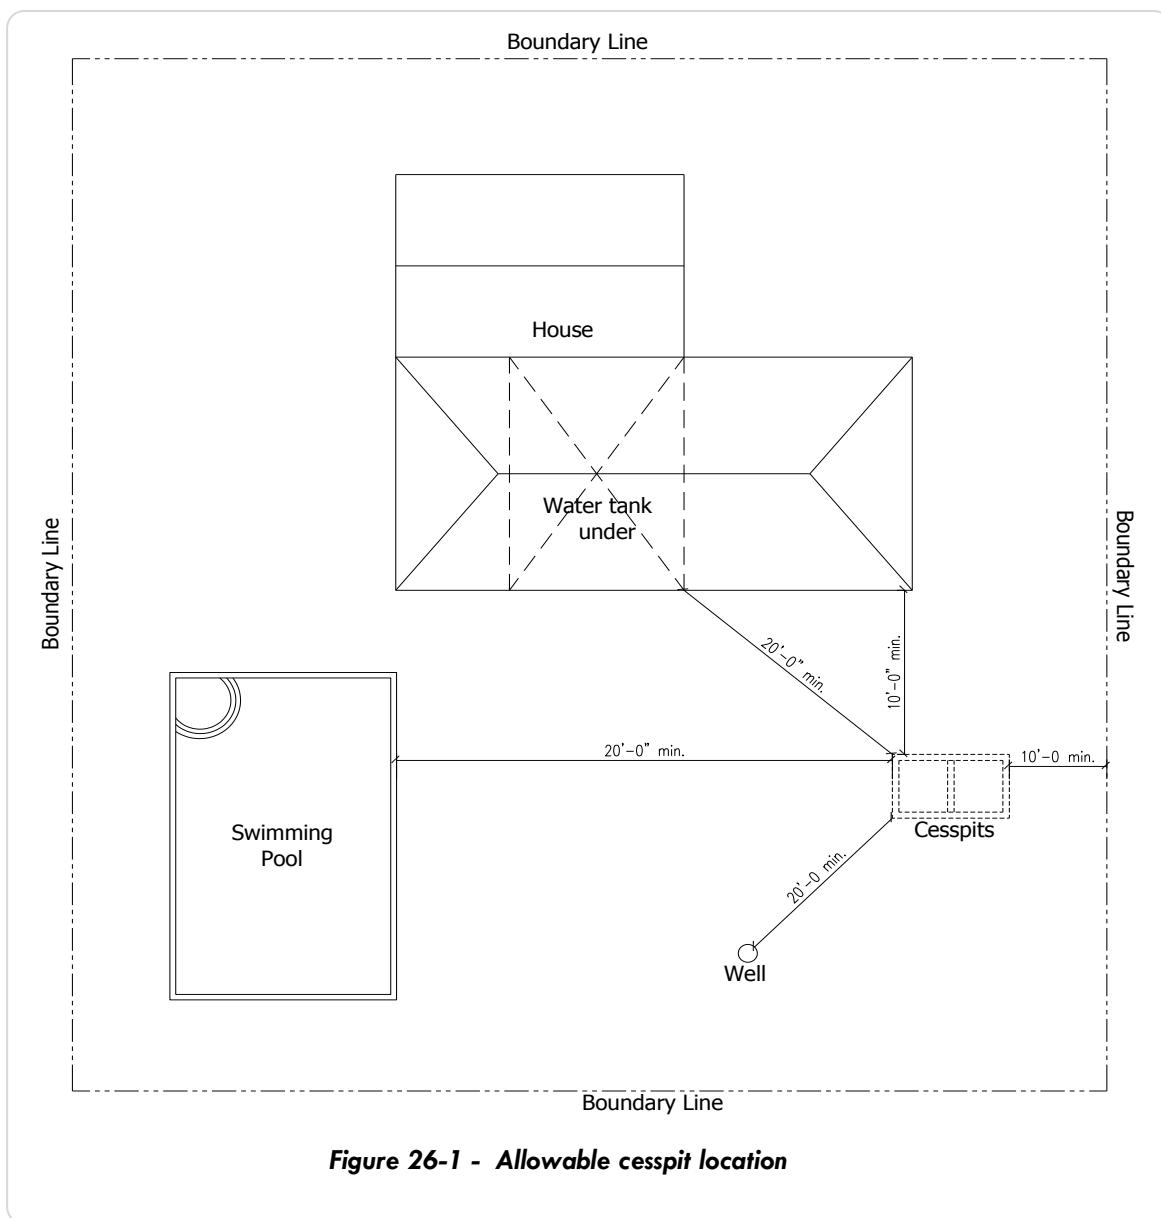 Boundary Line
House
Water tank
under
Boundary Line
Boundary Line
20'-0" min.
10'-0" min.
20'-0" min.
10'-0 min.
Swimming
Pool
Cesspits
20'-0 min.
Well
Boundary Line
Figure 26-1 - Allowable cesspit location